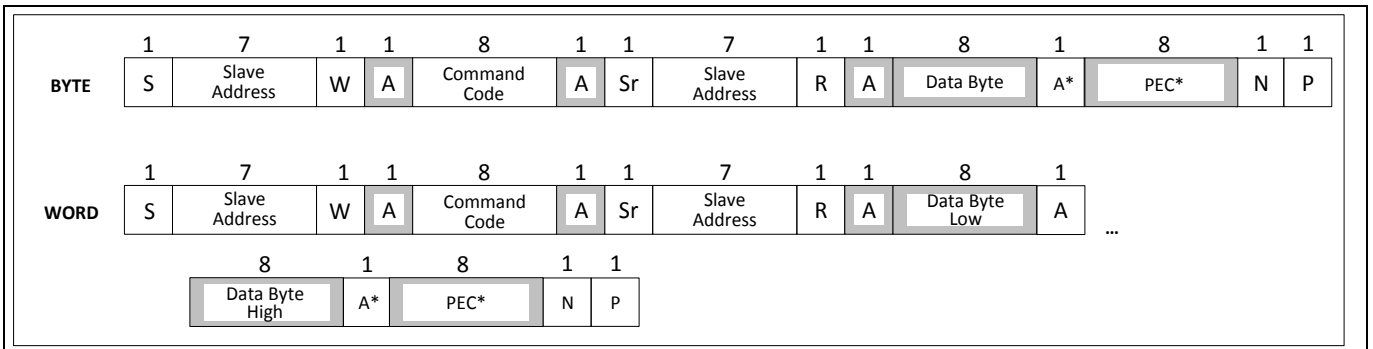 1 7 1 1 8 1 1 7 1 1 8 1 8 1 1
BYTE S Slave Address W A Command Code A Sr Slave Address R A Data Byte A* PEC* N P
1 7 1 1 8 1 1 7 1 1 8 1
WORD S Slave Address W A Command Code A Sr Slave Address R A Data Byte Low A ...
8 1 8 1 1
Data Byte High A* PEC* N P